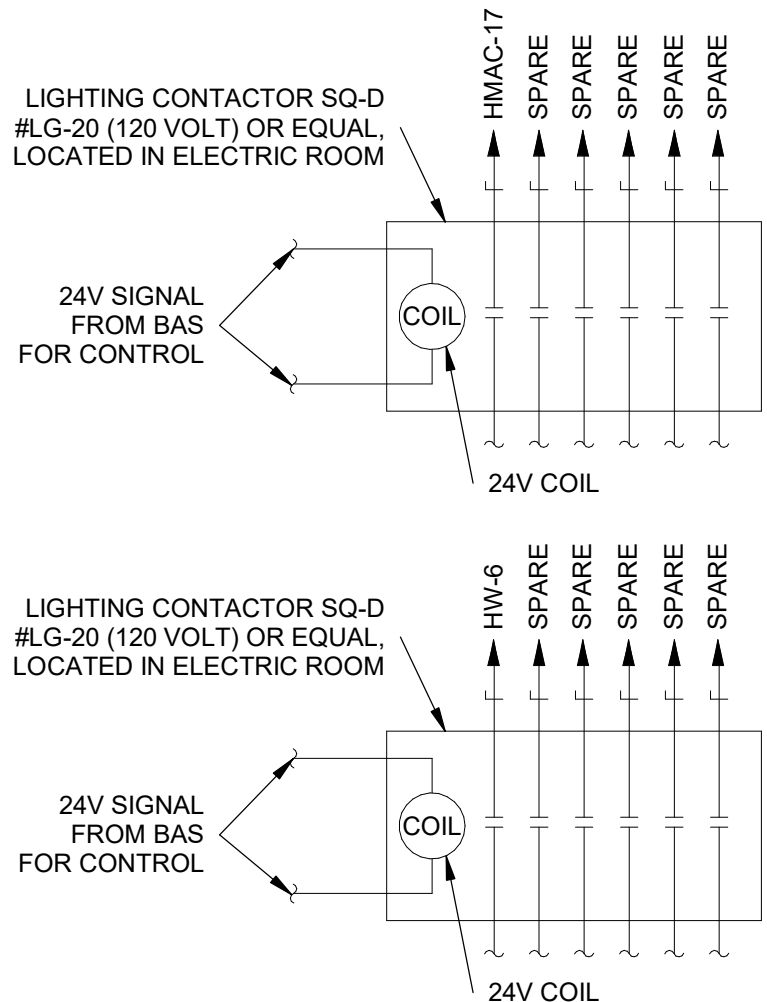 HMAC-17
SPARE
SPARE
SPARE
SPARE
SPARE
LIGHTING CONTACTOR SQ-D
#LG-20 (120 VOLT) OR EQUAL,
LOCATED IN ELECTRIC ROOM
24V SIGNAL
FROM BAS
FOR CONTROL
COIL
24V COIL
HW-6
SPARE
SPARE
SPARE
SPARE
SPARE
LIGHTING CONTACTOR SQ-D
#LG-20 (120 VOLT) OR EQUAL,
LOCATED IN ELECTRIC ROOM
24V SIGNAL
FROM BAS
FOR CONTROL
COIL
24V COIL